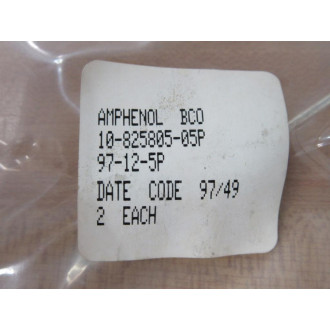 AMPHENOL BCO
10-825805-05P
97-12-5P
DATE CODE 97/49
2 EACH